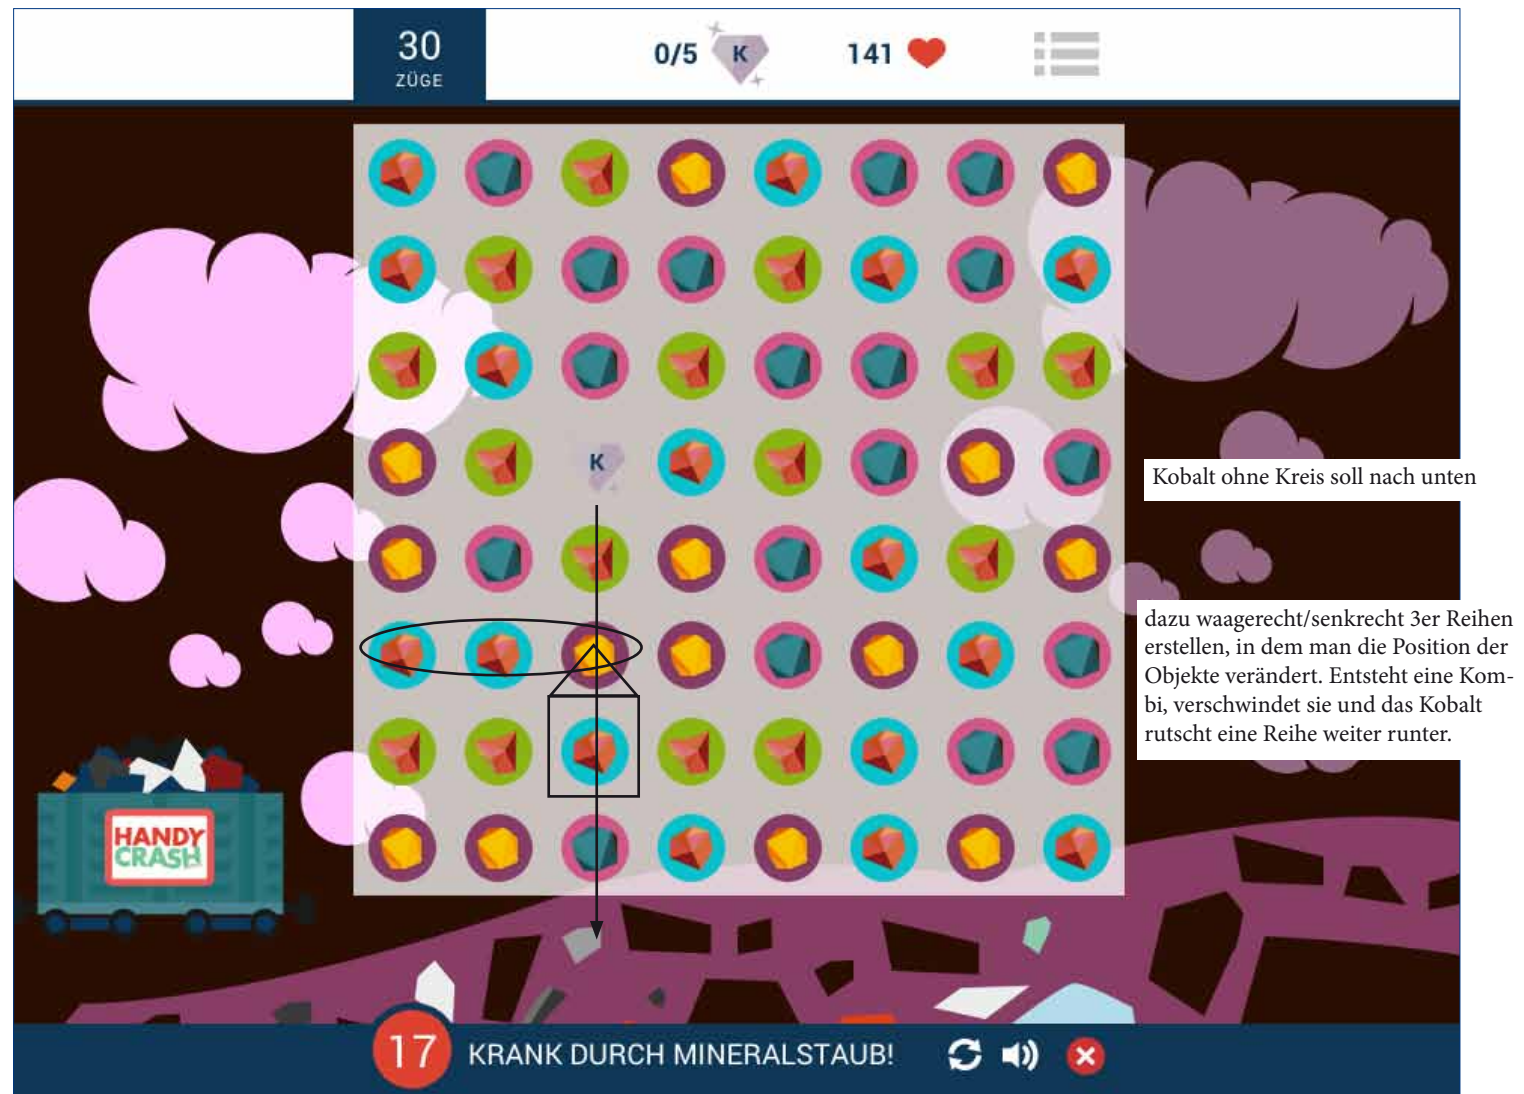 30
ZÜGE
0/5 K
141
K
Kobalt ohne Kreis soll nach unten
dazu waagerecht/senkrecht 3er Reihen
erstellen, in dem man die Position der
Objekte verändert. Entsteht eine Kom-
bi, verschwindet sie und das Kobalt
rutscht eine Reihe weiter runter.
HANDY
CRASH
17 KRANK DURCH MINERALSTAUB!